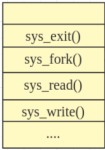 sys_exit()
sys_fork()
sys_read()
sys_write()
....